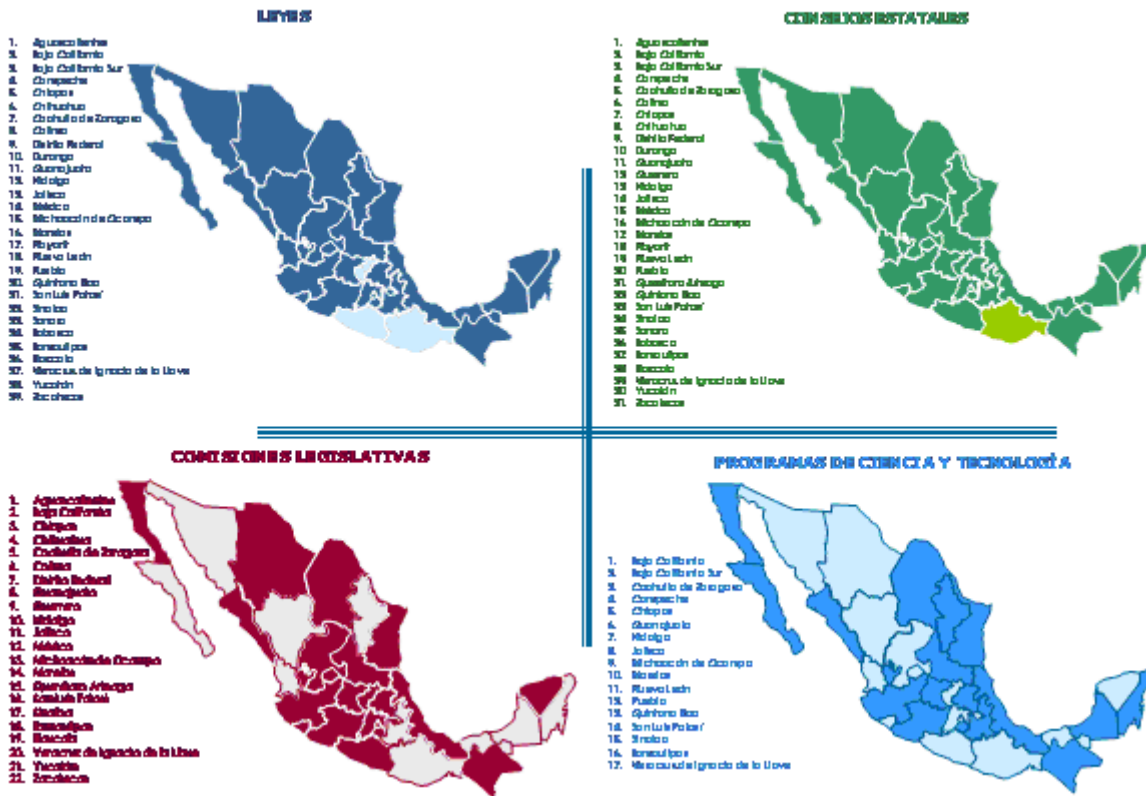 LEYES
1. Aguascalientes
2. Baja California
3. Baja California Sur
4. Campeche
5. Chiapas
6. Chihuahua
7. Coahuila de Zaragoza
8. Colima
9. Distrito Federal
10. Durango
11. Guanajuato
12. Hidalgo
13. Jalisco
14. México
15. Michoacán de Ocampo
16. Morelos
17. Nayarit
18. Nuevo León
19. Puebla
20. Quintana Roo
21. San Luis Potosí
22. Sinaloa
23. Sonora
24. Tabasco
25. Tamaulipas
26. Tlaxcala
27. Veracruz de Ignacio de la Llave
28. Yucatán
29. Zacatecas
CONSEJOS ESTATALES
1. Aguascalientes
2. Baja California
3. Baja California Sur
4. Campeche
5. Coahuila de Zaragoza
6. Colima
7. Chiapas
8. Chihuahua
9. Distrito Federal
10 Durango
11. Guanajuato
12 Guerrero
13 Hidalgo
14 Jalisco
15 México
16 Michoacán de Ocampo
17 Morelos
18 Nayarit
19 Nuevo León
20 Puebla
21. Querétaro Arteaga
22 Quintana Roo
23 San Luis Potosí
24 Sinaloa
25 Sonora
26 Tabasco
27 Tamaulipas
28 Tlaxcala
29 Veracruz de Ignacio de la Llave
30 Yucatán
31. Zacatecas
COMISIONES LEGISLATIVAS
1. Aguascalientes
2. Baja California
3. Chiapas
4. Chihuahua
5. Coahuila de Zaragoza
6. Colima
7. Distrito Federal
8. Guanajuato
9. Guerrero
10. Hidalgo
11. Jalisco
12. México
13. Michoacán de Ocampo
14. Morelos
15. Querétaro Arteaga
16. San Luis Potosí
17. Sinaloa
18. Tamaulipas
19. Tlaxcala
20. Veracruz de Ignacio de la Llave
21. Yucatán
22. Zacatecas
PROGRAMAS DE CIENCIA Y TECNOLOGÍA
1. Baja California
2. Baja California Sur
3. Coahuila de Zaragoza
4. Campeche
5. Chiapas
6. Guanajuato
7. Hidalgo
8. Jalisco
9. Michoacán de Ocampo
10. Morelos
11. Nuevo León
12. Puebla
13. Quintana Roo
14. San Luis Potosí
15. Sinaloa
16. Tamaulipas
17. Veracruz de Ignacio de la Llave